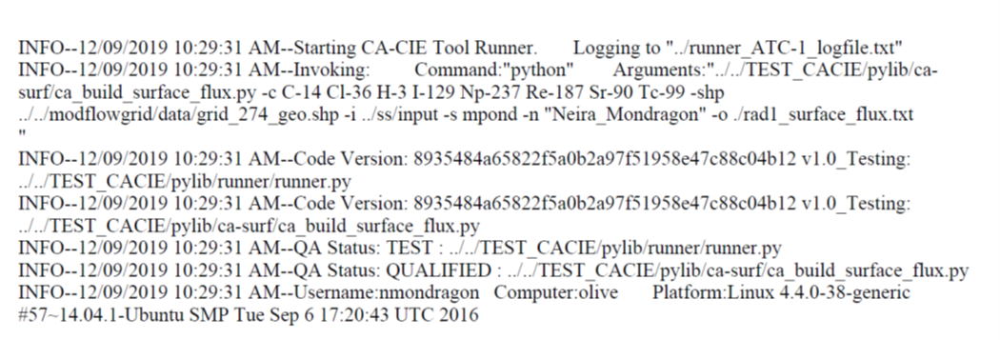 INFO--12/09/2019 10:29:31 AM--Starting CA-CIE Tool Runner. Logging to "../runner_ATC-1_logfile.txt"
INFO--12/09/2019 10:29:31 AM--Invoking: Command:"python" Arguments:"../../TEST_CACIE/pylib/ca-
surf/ca_build_surface_flux.py -c C-14 Cl-36 H-3 I-129 Np-237 Re-187 Sr-90 Tc-99 -shp
../../modflowgrid/data/grid_274_geo.shp -i ../ss/input -s mpond -n "Neira_Mondragon" -o ./rad1_surface_flux.txt
"
INFO--12/09/2019 10:29:31 AM--Code Version: 8935484a65822f5a0b2a97f51958e47c88c04b12 v1.0_Testing:
../../TEST_CACIE/pylib/runner/runner.py
INFO--12/09/2019 10:29:31 AM--Code Version: 8935484a65822f5a0b2a97f51958e47c88c04b12 v1.0_Testing:
../../TEST_CACIE/pylib/ca-surf/ca_build_surface_flux.py
INFO--12/09/2019 10:29:31 AM--QA Status: TEST : ../../TEST_CACIE/pylib/runner/runner.py
INFO--12/09/2019 10:29:31 AM--QA Status: QUALIFIED : ../../TEST_CACIE/pylib/ca-surf/ca_build_surface_flux.py
INFO--12/09/2019 10:29:31 AM--Username:nmondragon Computer:olive Platform:Linux 4.4.0-38-generic
#57~14.04.1-Ubuntu SMP Tue Sep 6 17:20:43 UTC 2016